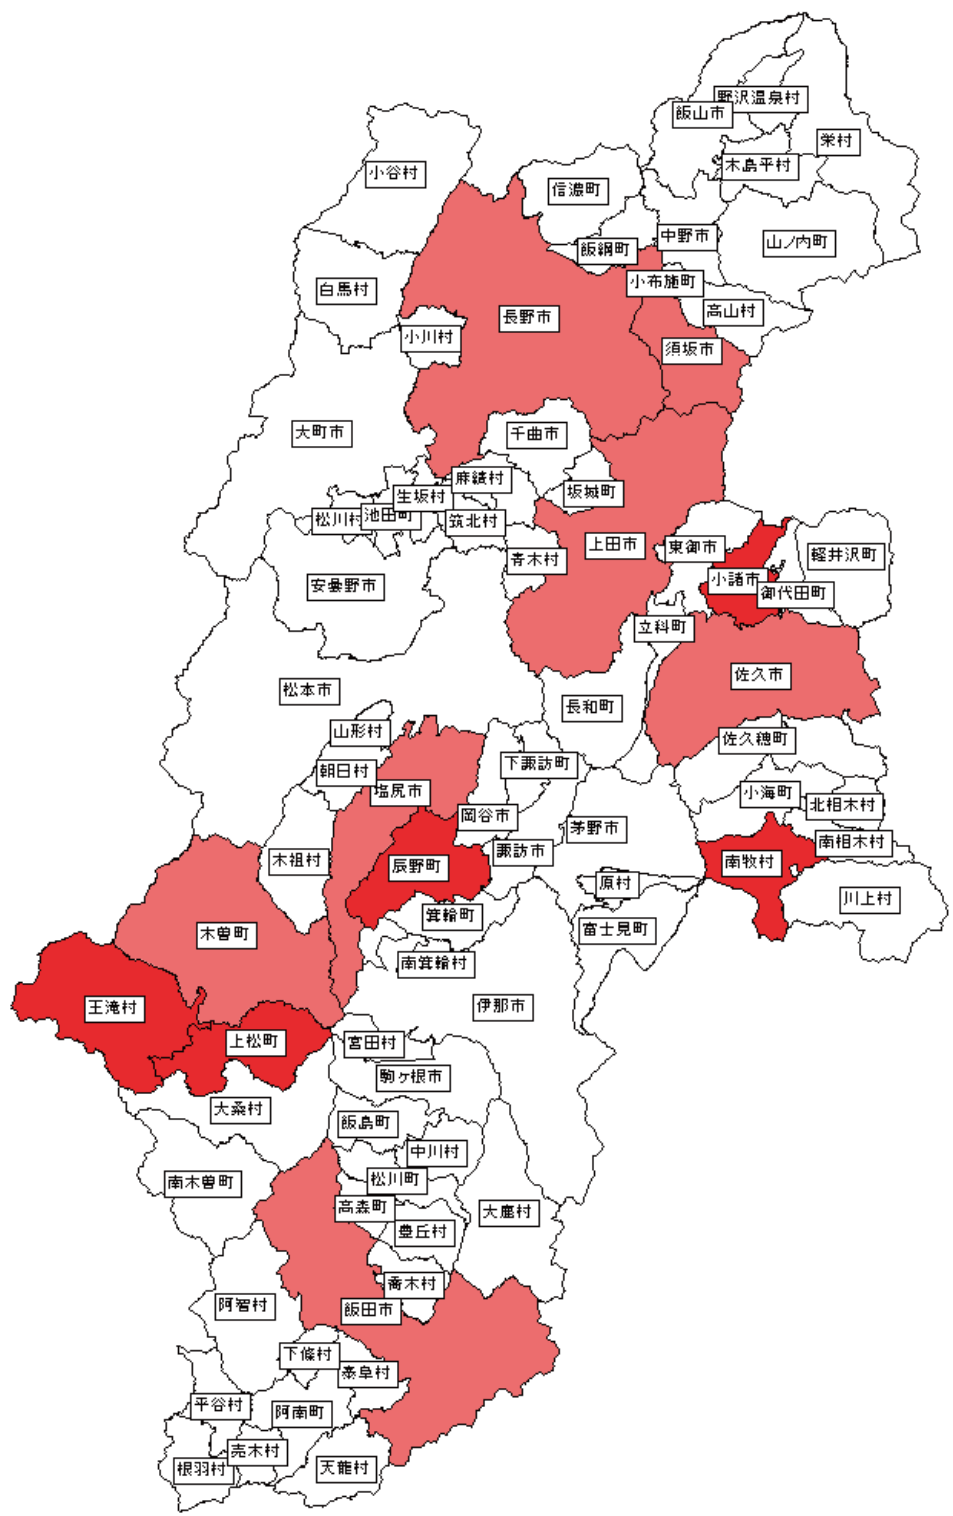 野沢温泉村
飯山市
栄村
木島平村
小谷村
信濃町
中野市
山ノ内町
飯綱町
小布施町
白馬村
高山村
長野市
小川村
須坂市
大町市
千曲市
麻績村
坂城町
生坂村
松川村
池田町
筑北村
上田市
東御市
青木村
軽井沢町
安曇野市
小諸市
御代田町
立科町
佐久市
松本市
長和町
山形村
佐久穂町
朝日村
下諏訪町
塩尻市
小海町
北相木村
岡谷市
茅野市
南相木村
諏訪市
木祖村
辰野町
南牧村
原村
川上村
箕輪町
木曽町
富士見町
南箕輪村
王滝村
伊那市
上松町
宮田村
駒ヶ根市
大桑村
飯島町
中川村
松川町
南木曽町
高森町
大鹿村
豊丘村
喬木村
阿智村
飯田市
下條村
泰阜村
平谷村
阿南町
売木村
根羽村
天龍村